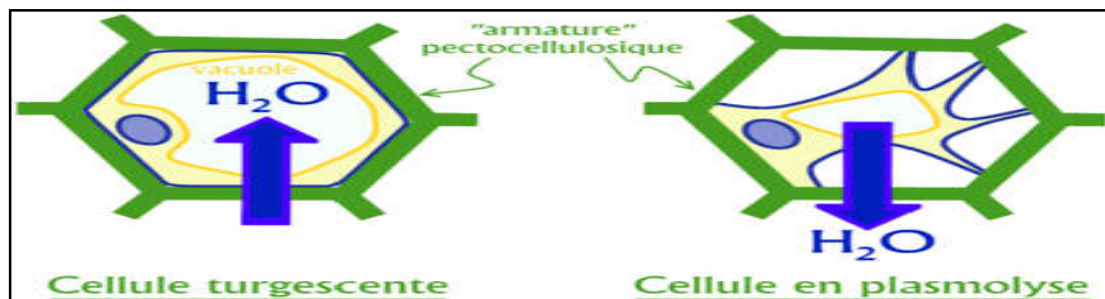 "armature"
pectocellulosique
vacuole
H₂O
H₂O
Cellule turgescente
Cellule en plasmolyse